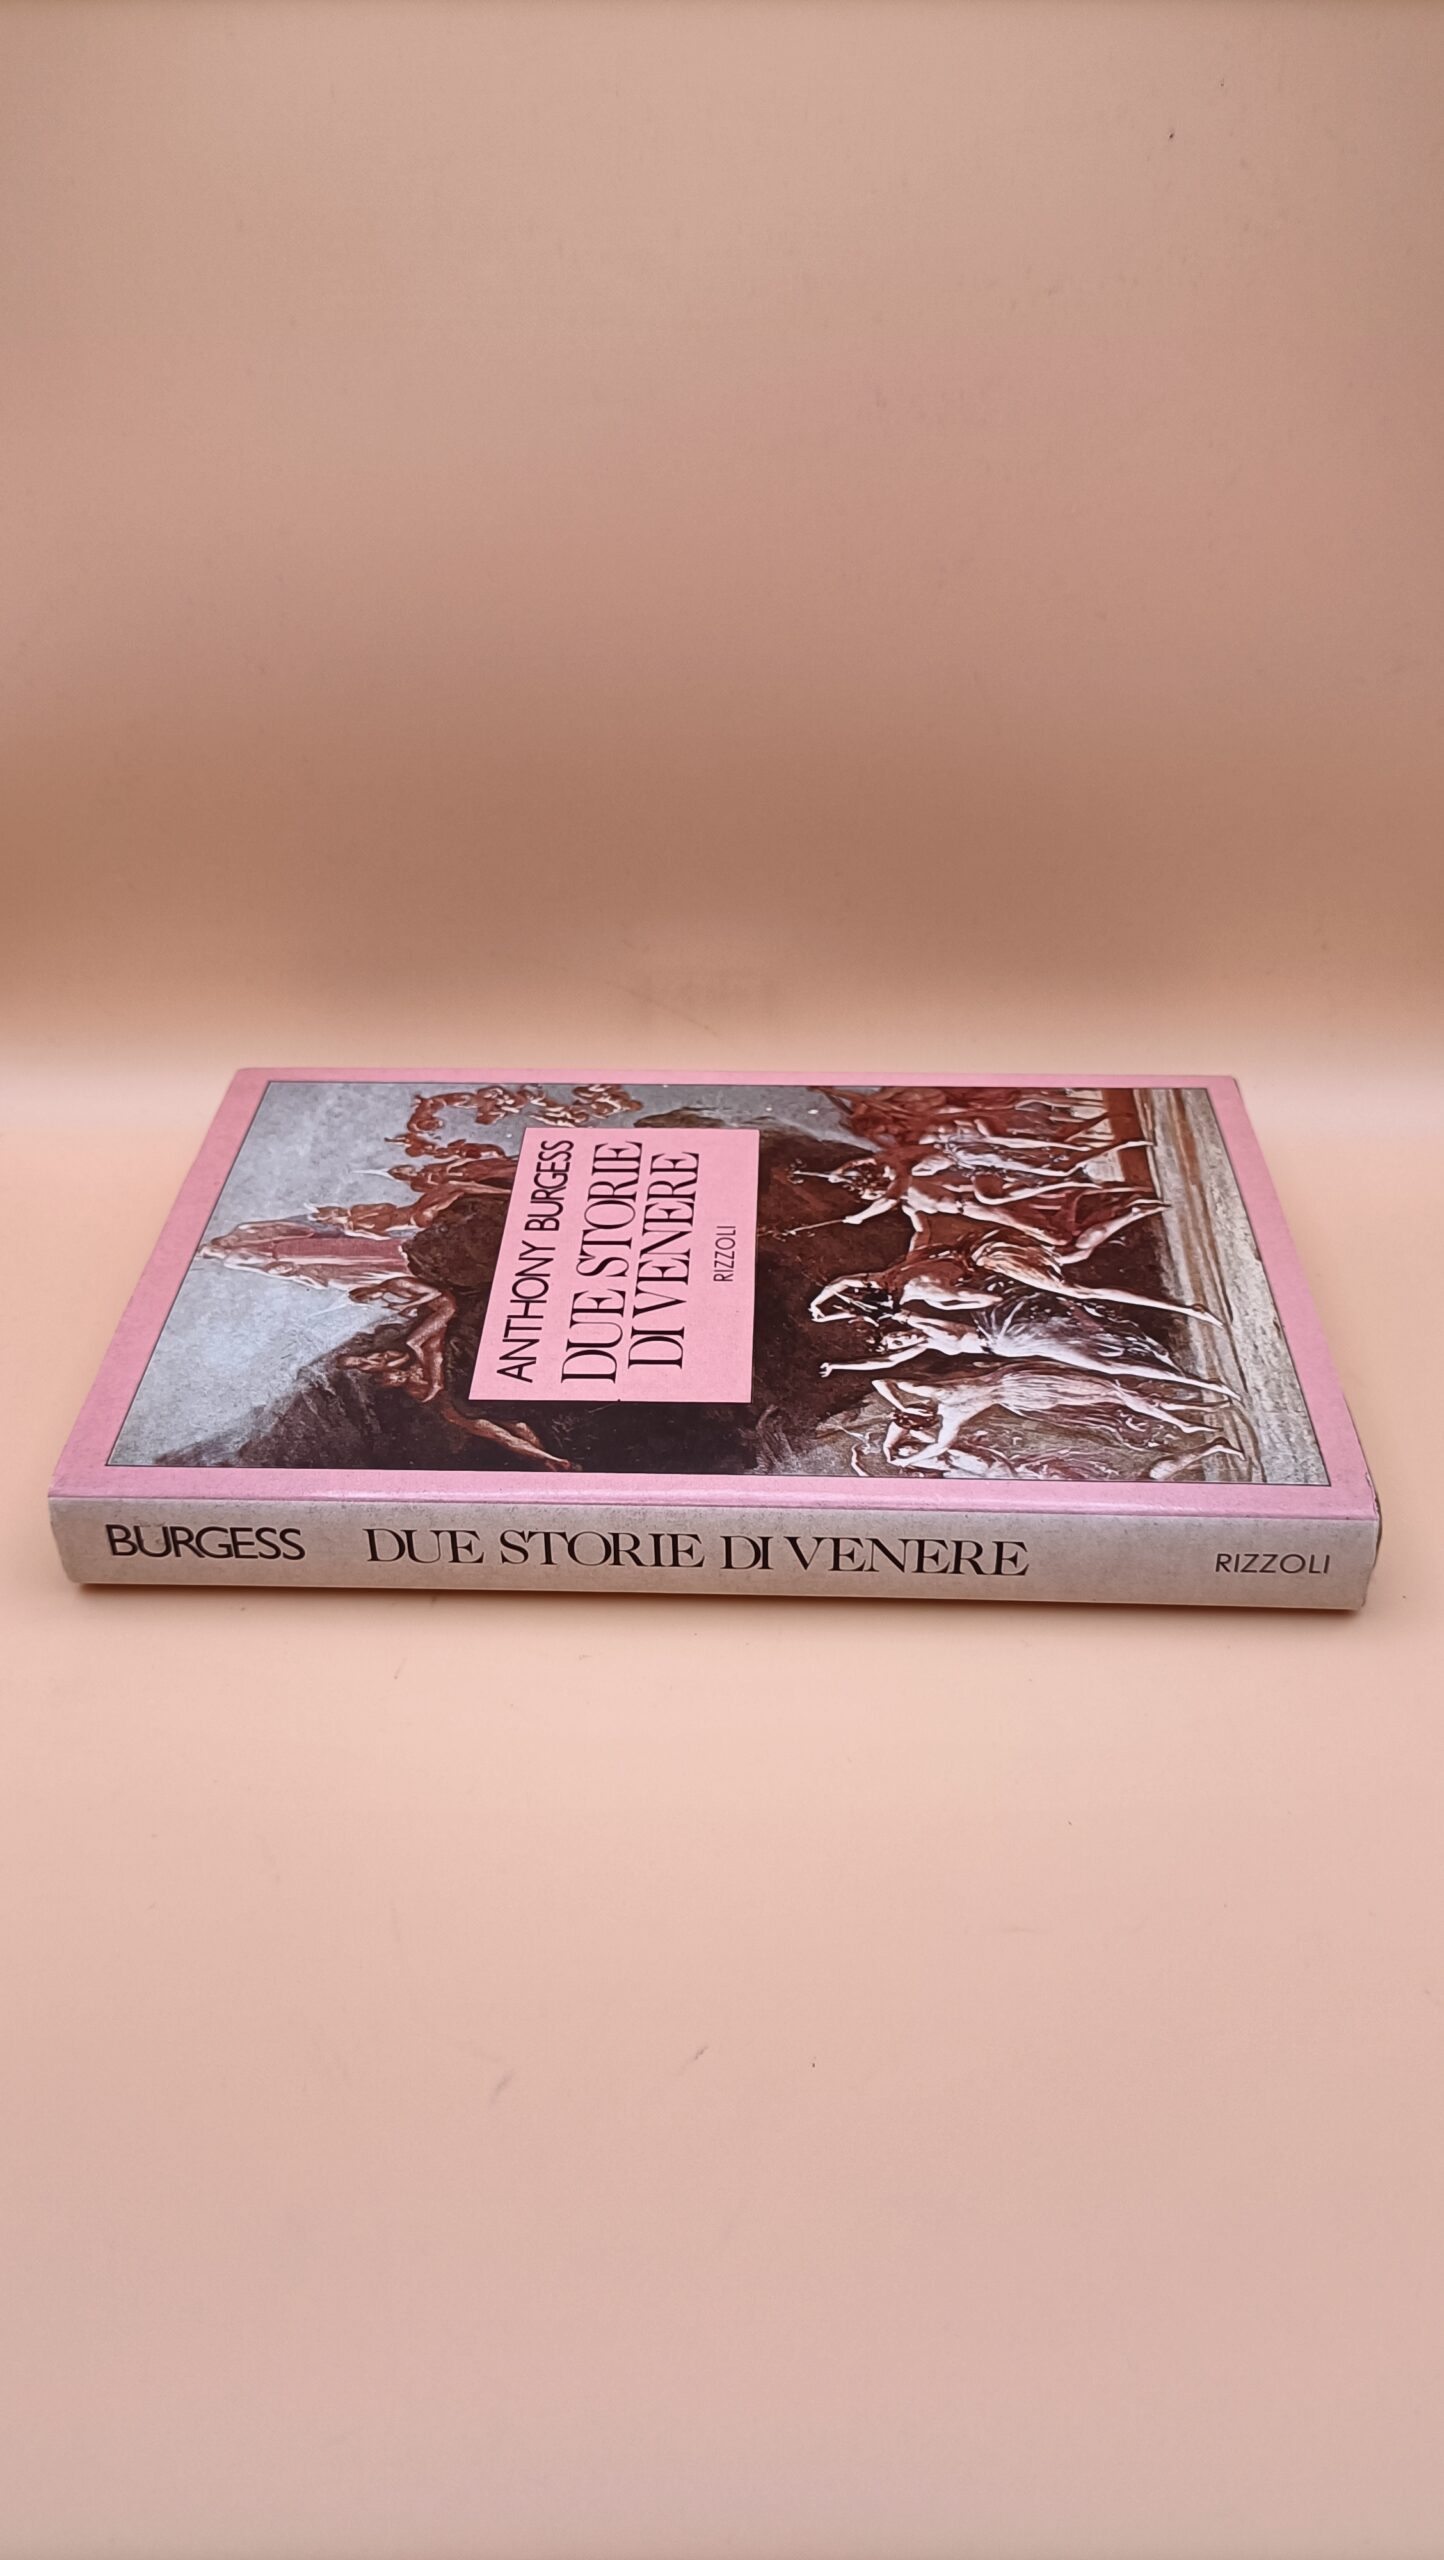 ANTHONY BURGESS
DUE STORIE
DI VENERE
RIZZOLI
BURGESS DUE STORIE DI VENERE RIZZOLI